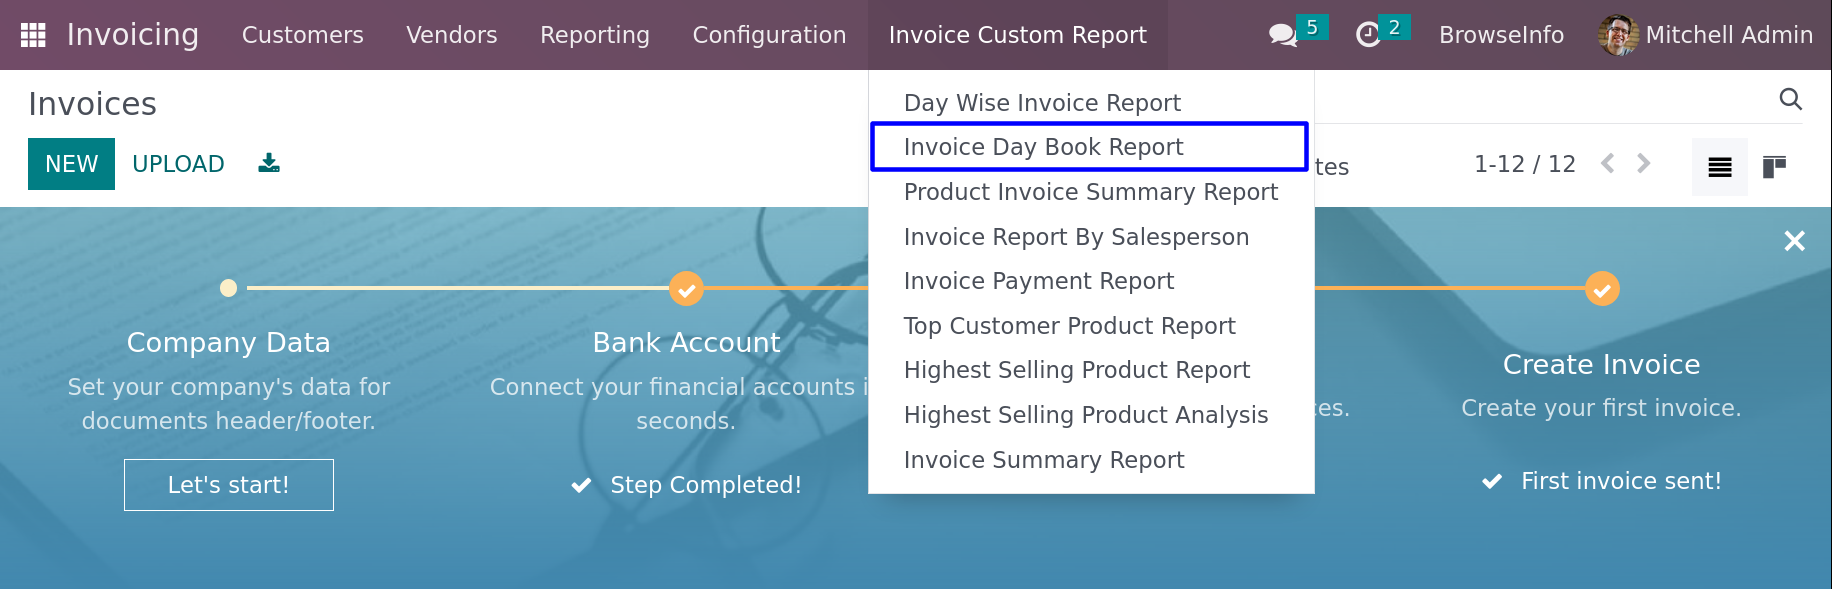 Invoicing Customers Vendors Reporting Configuration Invoice Custom Report 5 2 BrowseInfo Mitchell Admin
Invoices
NEW UPLOAD
1-12 / 12
Day Wise Invoice Report
Invoice Day Book Report
Product Invoice Summary Report
Invoice Report By Salesperson
Invoice Payment Report
Top Customer Product Report
Highest Selling Product Report
Highest Selling Product Analysis
Invoice Summary Report
Company Data
Set your company's data for
documents header/footer.
Let's start!
Bank Account
Connect your financial accounts
seconds.
Step Completed!
Create Invoice
Create your first invoice.
First invoice sent!